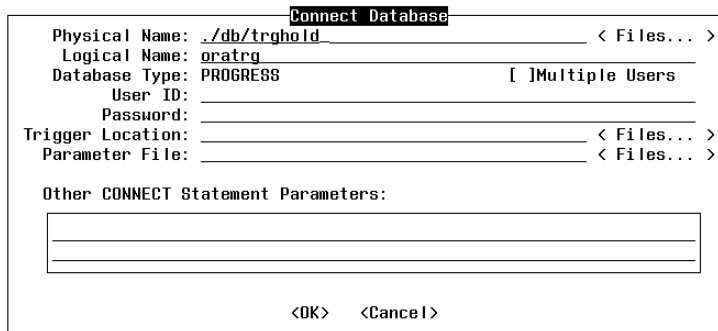 Connect Database
Physical Name: ./db/trghold_ < Files... >
Logical Name: oratrg
Database Type: PROGRESS [ ]Multiple Users
User ID:
Password:
Trigger Location: < Files... >
Parameter File: < Files... >
Other CONNECT Statement Parameters:
<OK> <Cancel>